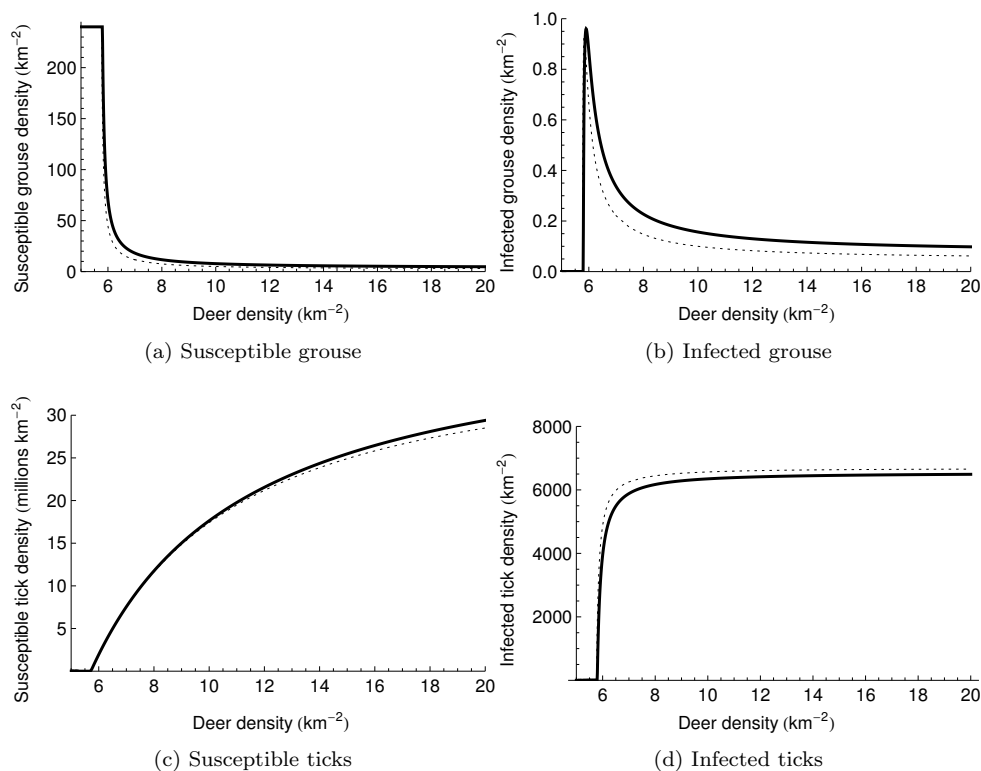 Susceptible grouse density (km−2)
200
150
100
50
0
6 8 10 12 14 16 18 20
Deer density (km−2)
(a) Susceptible grouse
Infected grouse density (km−2)
1.0
0.8
0.6
0.4
0.2
0.0
6 8 10 12 14 16 18 20
Deer density (km−2)
(b) Infected grouse
Susceptible tick density (millions km−2)
30
25
20
15
10
5
6 8 10 12 14 16 18 20
Deer density (km−2)
(c) Susceptible ticks
Infected tick density (km−2)
8000
6000
4000
2000
6 8 10 12 14 16 18 20
Deer density (km−2)
(d) Infected ticks